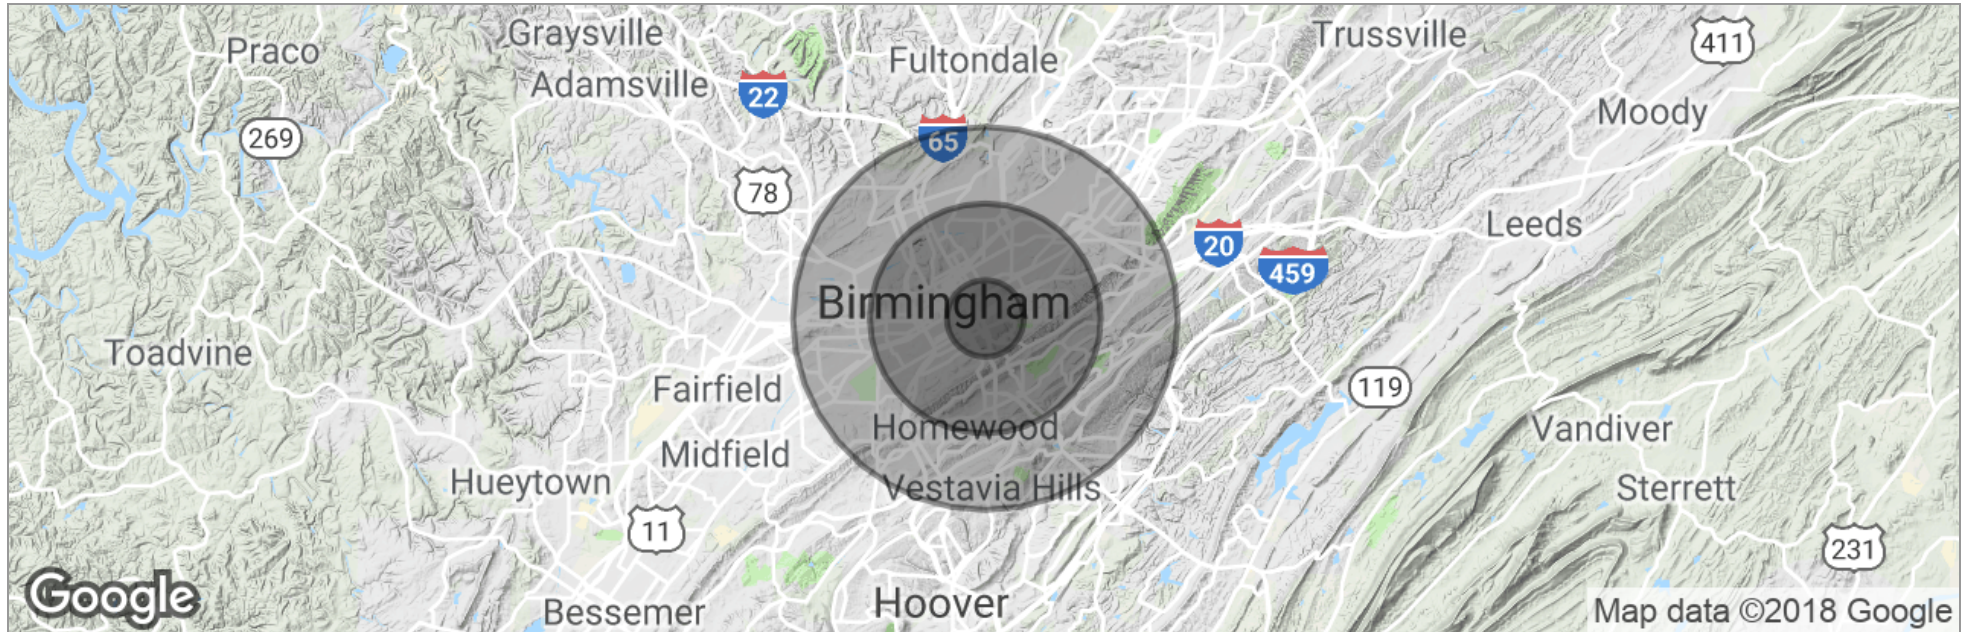 Praco
Graysville
Adamsville
Fultondale
Trussville
411
22
65
269
Moody
78
20
459
Leeds
Birmingham
Toadvine
Fairfield
119
Homewood
Vandiver
Midfield
Hueytown
Vestavia Hills
Sterrett
11
231
Google
Bessemer
Hoover
Map data ©2018 Google